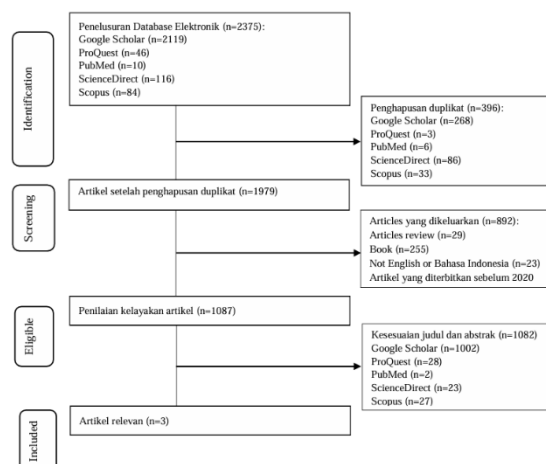 Identification
Penelusuran Database Elektronik (n=2375):
Google Scholar (n=2119)
ProQuest (n=46)
PubMed (n=10)
ScienceDirect (n=116)
Scopus (n=84)
Penghapusan duplikat (n=396):
Google Scholar (n=268)
ProQuest (n=3)
PubMed (n=6)
ScienceDirect (n=86)
Scopus (n=33)
Screening
Artikel setelah penghapusan duplikat (n=1979)
Articles yang dikeluarkan (n=892):
Articles review (n=29)
Book (n=255)
Not English or Bahasa Indonesia (n=23)
Artikel yang diterbitkan sebelum 2020
Eligible
Penilaian kelayakan artikel (n=1087)
Kesesuaian judul dan abstrak (n=1082)
Google Scholar (n=1002)
ProQuest (n=28)
PubMed (n=2)
ScienceDirect (n=23)
Scopus (n=27)
Included
Artikel relevan (n=3)